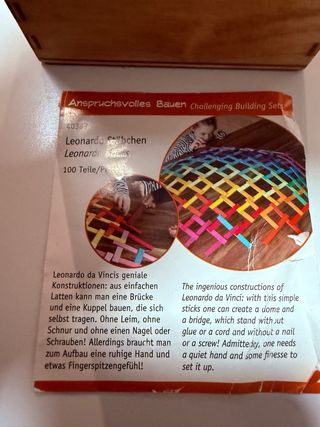 Anspruchsvolles Bauen Challenging Building Sets
Leonardo Stäbchen
Leonardo Sticks
100 Teile/
Leonardo da Vincis geniale
Konstruktionen: aus einfachen
Latten kann man eine Brücke
und eine Kuppel bauen, die sich
selbst tragen. Ohne Leim, ohne
Schnur und ohne einen Nagel oder
Schrauben! Allerdings braucht man
zum Aufbau eine ruhige Hand und
etwas Fingerspitzengefühl!
The ingenious constructions of
Leonardo da Vinci: with this simple
sticks one can create a dome and
a bridge, which stand without
glue or a cord and without a nail
or a screw! Admittedly, one needs
a quiet hand and some finesse to
set it up.